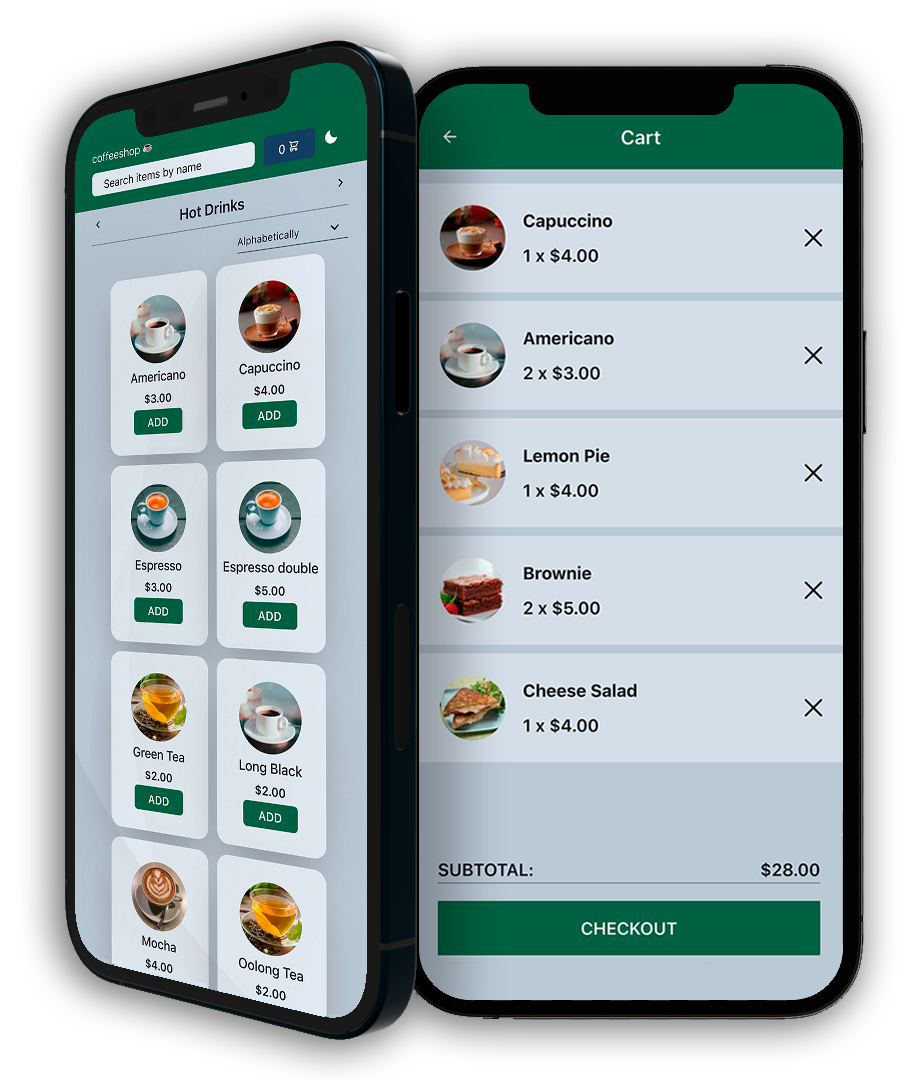 coffeeshop
Search items by name
0
Hot Drinks
Alphabetically
Americano
$3.00
ADD
Capuccino
$4.00
ADD
Espresso
$3.00
ADD
Espresso double
$5.00
ADD
Green Tea
$2.00
ADD
Long Black
$2.00
ADD
Mocha
$4.00
Oolong Tea
$2.00
Cart
Capuccino
1 x $4.00
Americano
2 x $3.00
Lemon Pie
1 x $4.00
Brownie
2 x $5.00
Cheese Salad
1 x $4.00
SUBTOTAL: $28.00
CHECKOUT